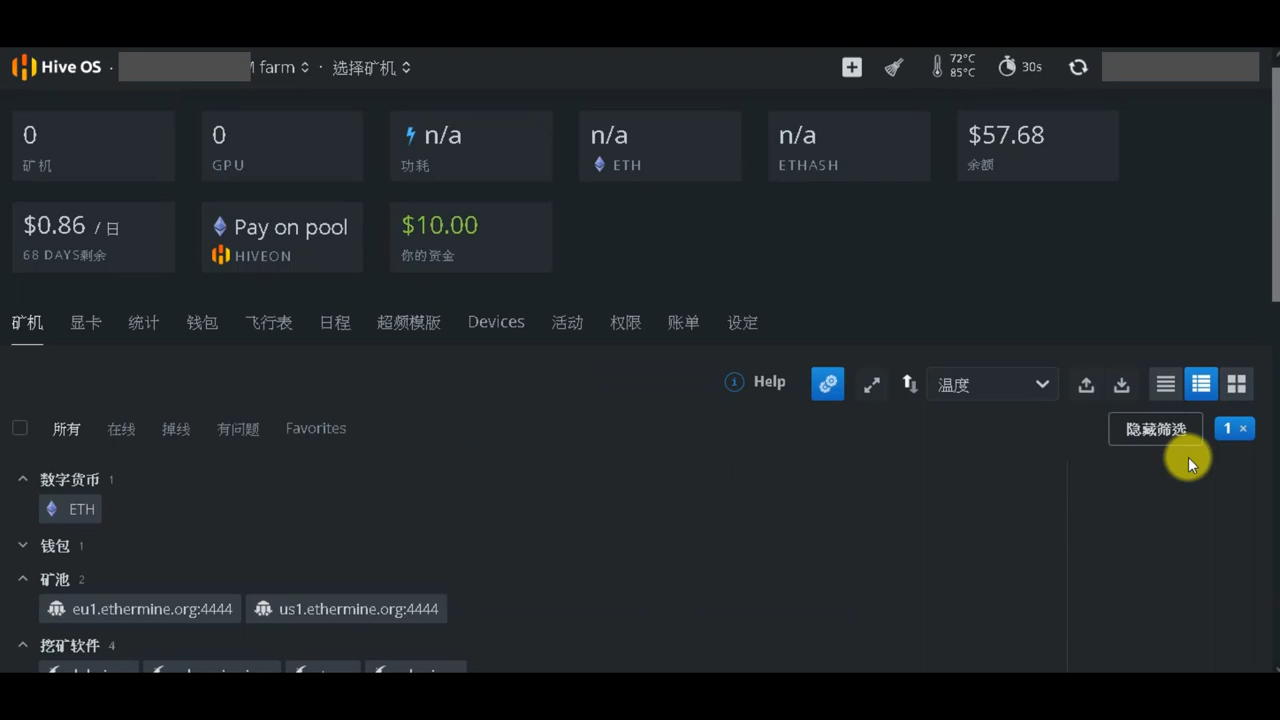 Hive OS · farm · 选择矿机 72°C 30s
85°C
0 0 n/a n/a n/a $57.68
矿机 GPU 功耗 ETH ETHASH 余额
$0.86 / 日 Pay on pool $10.00
68 DAYS剩余 HIVEON 你的资金
矿机 显卡 统计 钱包 飞行表 日程 超频模版 Devices 活动 权限 账单 设定
Help 温度
所有 在线 掉线 有问题 Favorites 隐藏筛选 1 ×
数字货币 1
ETH
钱包 1
矿池 2
eu1.ethermine.org:4444 us1.ethermine.org:4444
挖矿软件 4